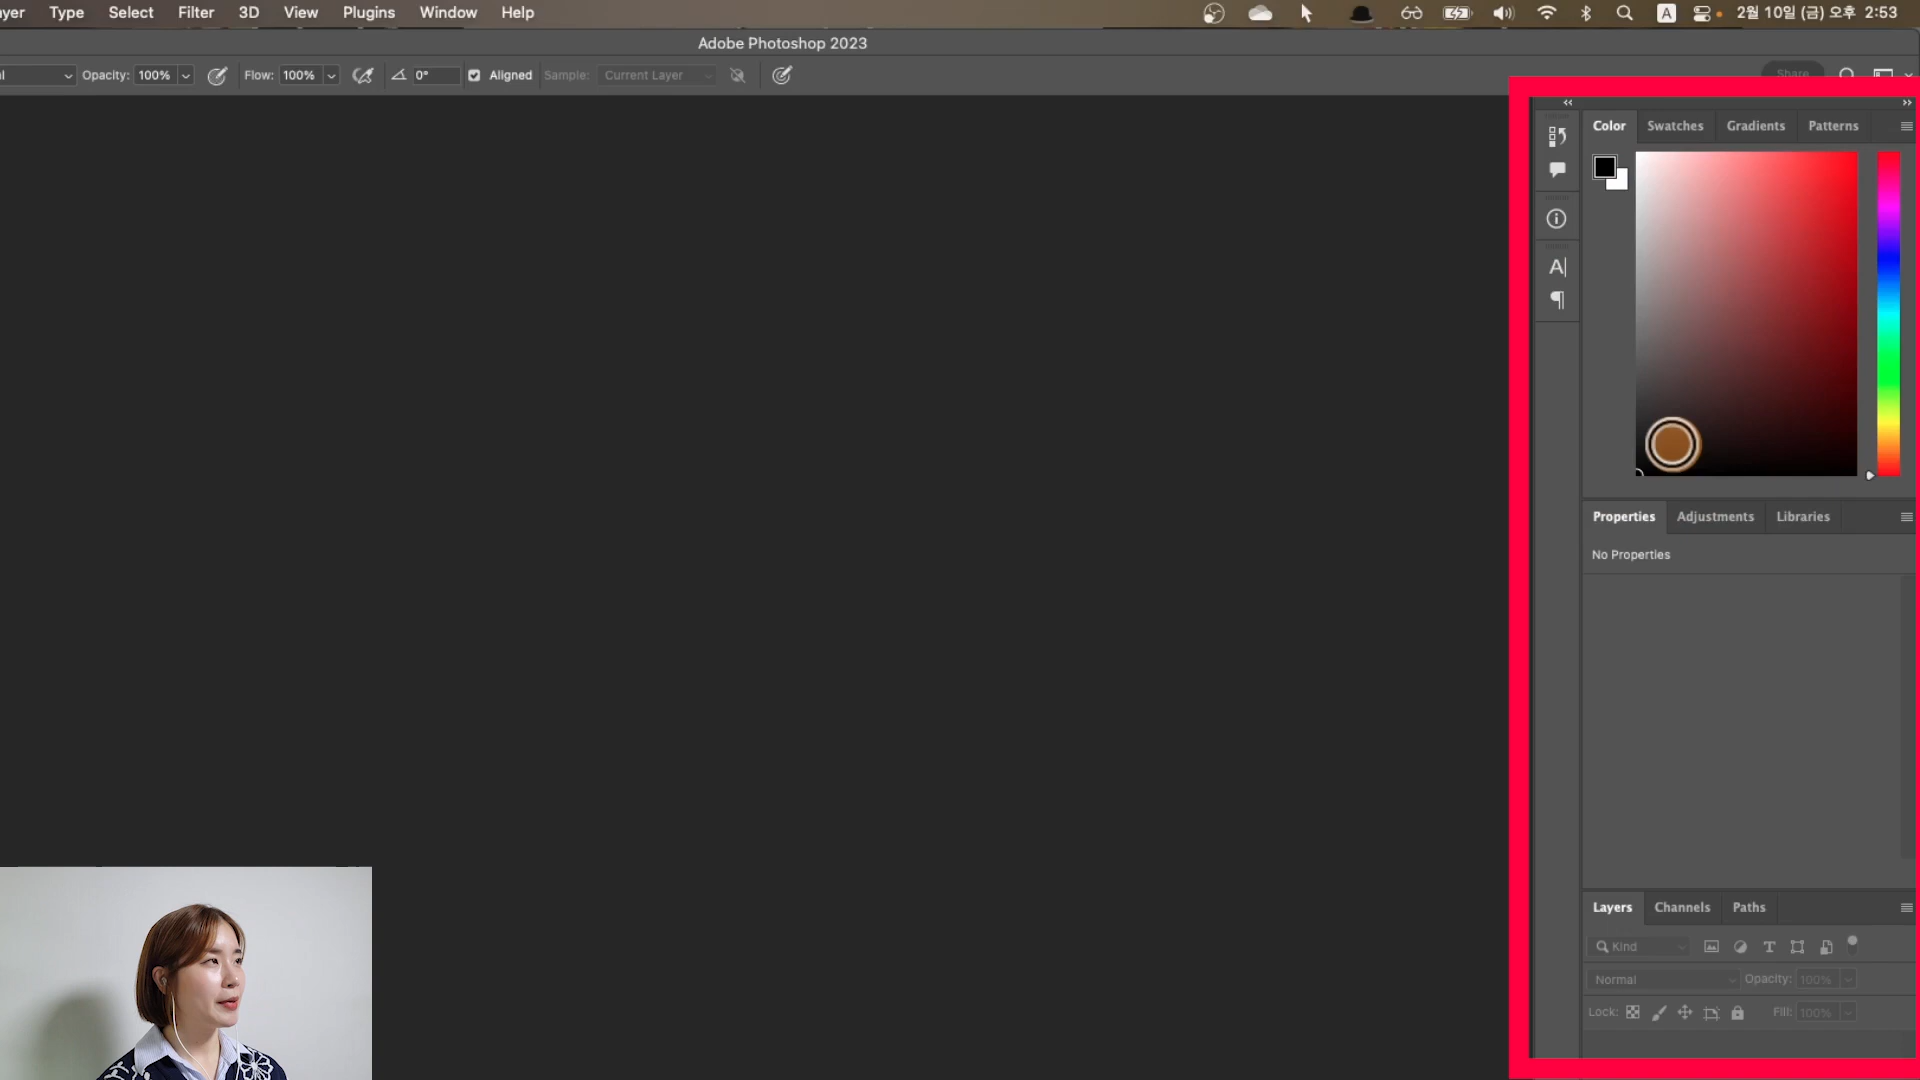 ayer Type Select Filter 3D View Plugins Window Help A 2월 10일 (금) 오후 2:53
Adobe Photoshop 2023
Opacity: 100% Flow: 100% 0° Aligned Sample: Current Layer Share
Color Swatches Gradients Patterns
A
Properties Adjustments Libraries
No Properties
Layers Channels Paths
Kind T
Normal Opacity: 100%
Lock: Fill: 100%